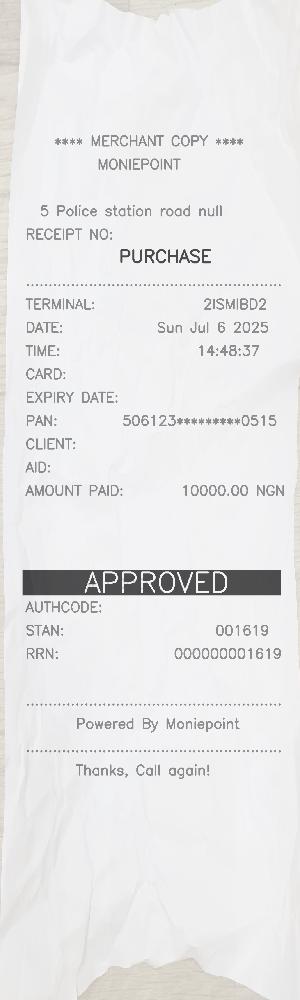 **** MERCHANT COPY ****
MONIEPOINT
5 Police station road null
RECEIPT NO:
PURCHASE
TERMINAL: 2ISMIBD2
DATE: Sun Jul 6 2025
TIME: 14:48:37
CARD:
EXPIRY DATE:
PAN: 506123*********0515
CLIENT:
AID:
AMOUNT PAID: 10000.00 NGN
APPROVED
AUTHCODE:
STAN: 001619
RRN: 000000001619
Powered By Moniepoint
Thanks, Call again!